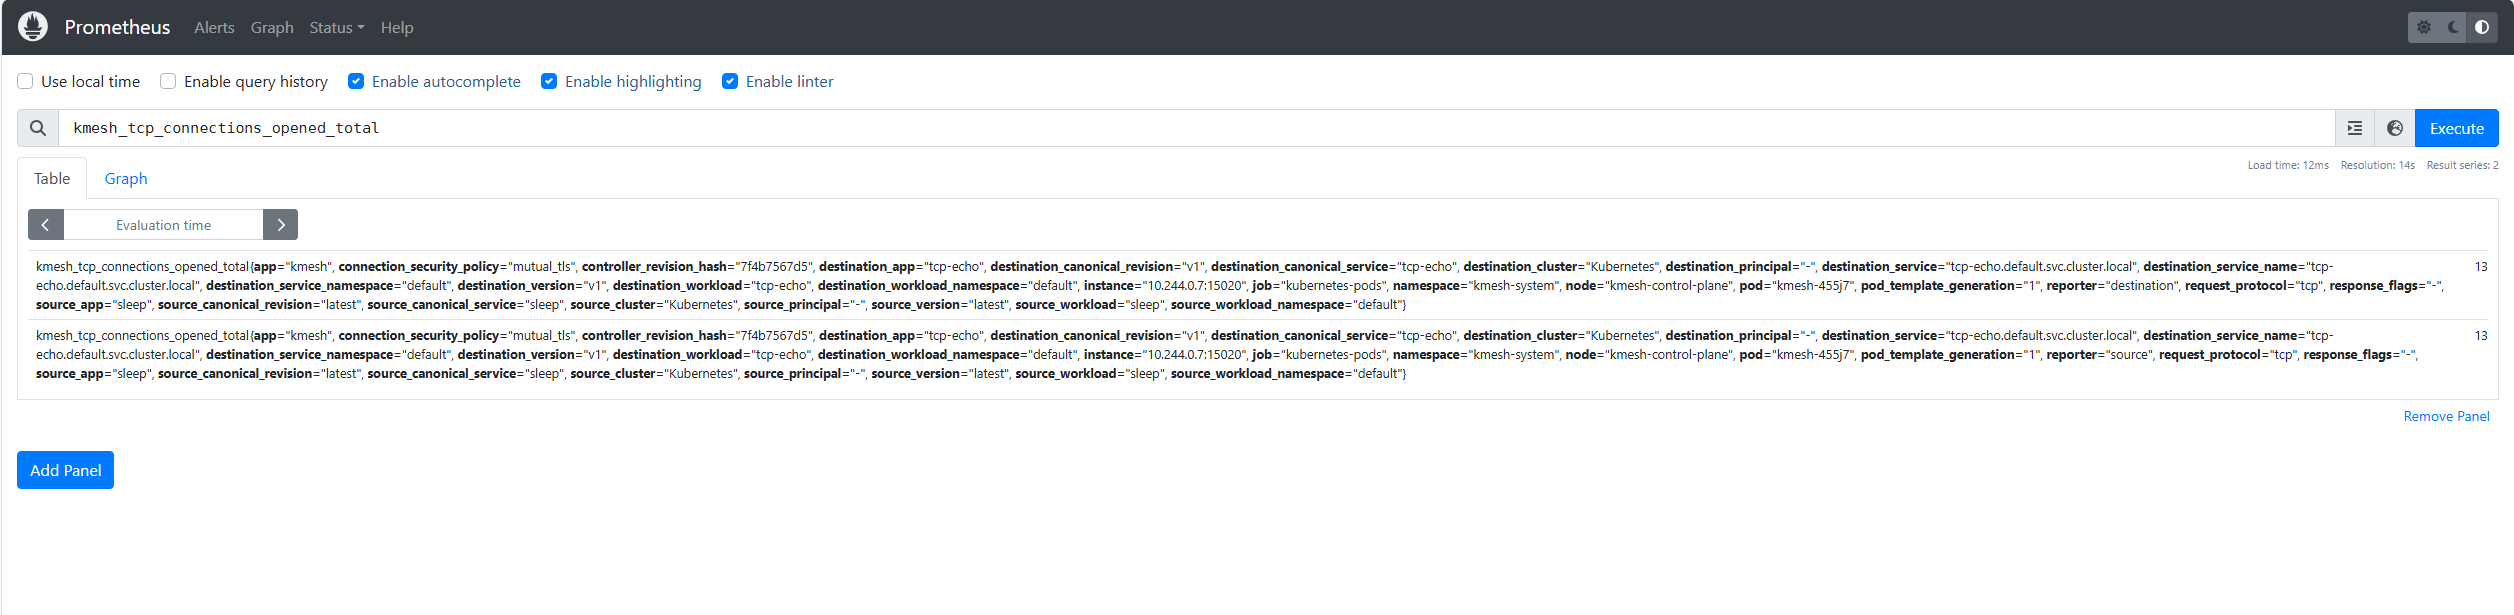 Prometheus Alerts Graph Status Help
Use local time Enable query history Enable autocomplete Enable highlighting Enable linter
kmesh_tcp_connections_opened_total Execute
Load time: 12ms Resolution: 14s Result series: 2
Table Graph
Evaluation time
kmesh_tcp_connections_opened_total{app="kmesh", connection_security_policy="mutual_tls", controller_revision_hash="7f4b7567d5", destination_app="tcp-echo", destination_canonical_revision="v1", destination_canonical_service="tcp-echo", destination_cluster="Kubernetes", destination_principal="-", destination_service="tcp-echo.default.svc.cluster.local", destination_service_name="tcp- 13
echo.default.svc.cluster.local", destination_service_namespace="default", destination_version="v1", destination_workload="tcp-echo", destination_workload_namespace="default", instance="10.244.0.7:15020", job="kubernetes-pods", namespace="kmesh-system", node="kmesh-control-plane", pod="kmesh-455j7", pod_template_generation="1", reporter="destination", request_protocol="tcp", response_flags="-",
source_app="sleep", source_canonical_revision="latest", source_canonical_service="sleep", source_cluster="Kubernetes", source_principal="-", source_version="latest", source_workload="sleep", source_workload_namespace="default"}
kmesh_tcp_connections_opened_total{app="kmesh", connection_security_policy="mutual_tls", controller_revision_hash="7f4b7567d5", destination_app="tcp-echo", destination_canonical_revision="v1", destination_canonical_service="tcp-echo", destination_cluster="Kubernetes", destination_principal="-", destination_service="tcp-echo.default.svc.cluster.local", destination_service_name="tcp- 13
echo.default.svc.cluster.local", destination_service_namespace="default", destination_version="v1", destination_workload="tcp-echo", destination_workload_namespace="default", instance="10.244.0.7:15020", job="kubernetes-pods", namespace="kmesh-system", node="kmesh-control-plane", pod="kmesh-455j7", pod_template_generation="1", reporter="source", request_protocol="tcp", response_flags="-",
source_app="sleep", source_canonical_revision="latest", source_canonical_service="sleep", source_cluster="Kubernetes", source_principal="-", source_version="latest", source_workload="sleep", source_workload_namespace="default"}
Remove Panel
Add Panel